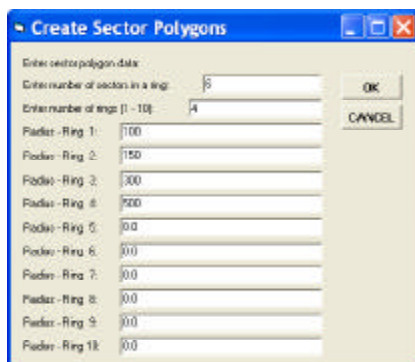 Create Sector Polygons
Enter sector polygon data:
Enter number of sectors in a ring: 6
OK
Enter number of rings (1 - 10): 4
CANCEL
Radius - Ring 1: 100
Radius - Ring 2: 150
Radius - Ring 3: 300
Radius - Ring 4: 500
Radius - Ring 5: 0.0
Radius - Ring 6: 0.0
Radius - Ring 7: 0.0
Radius - Ring 8: 0.0
Radius - Ring 9: 0.0
Radius - Ring 10: 0.0